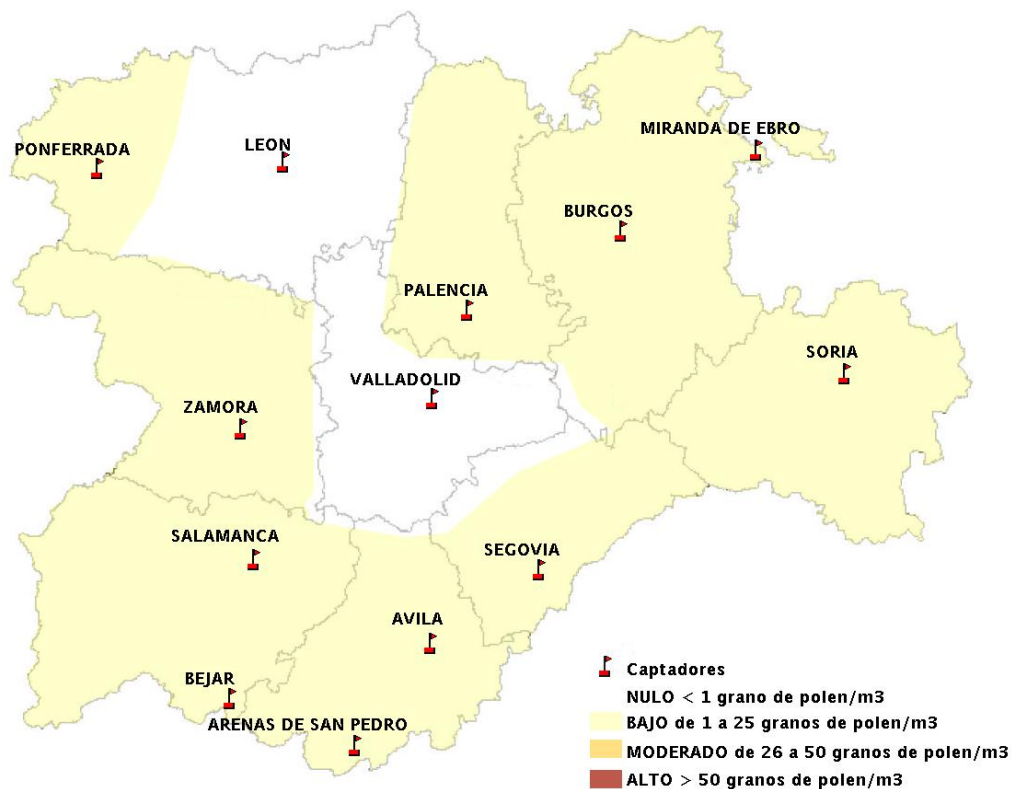 MIRANDA DE EBRO
PONFERRADA
LEON
BURGOS
PALENCIA
SORIA
VALLADOLID
ZAMORA
SALAMANCA
SEGOVIA
AVILA
BEJAR
ARENAS DE SAN PEDRO
Captadores
NULO < 1 grano de polen/m3
BAJO de 1 a 25 granos de polen/m3
MODERADO de 26 a 50 granos de polen/m3
ALTO > 50 granos de polen/m3